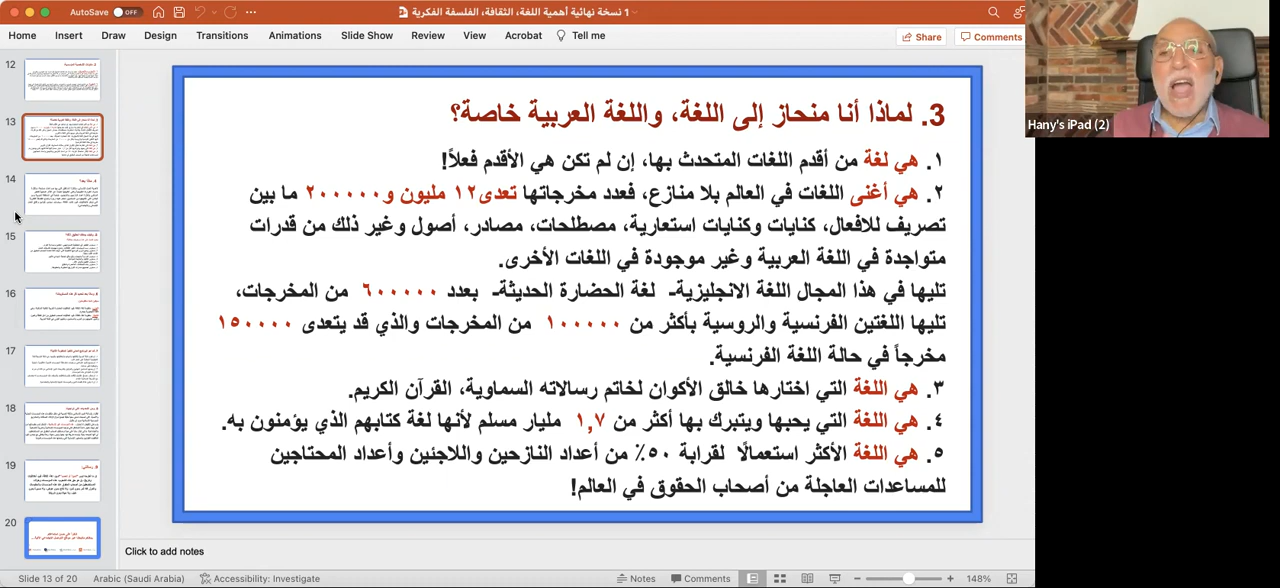 AutoSave OFF
1 نسخة نهائية أهمية اللغة، الثقافة، الفلسفة الفكرية
Home Insert Draw Design Transitions Animations Slide Show Review View Acrobat Tell me Share Comments
3. لماذا أنا منحاز إلى اللغة، واللغة العربية خاصة؟
١. هي لغة من أقدم اللغات المتحدث بها، إن لم تكن هي الأقدم فعلاً!
٢. هي أغنى اللغات في العالم بلا منازع، فعدد مخرجاتها تعدى ١٢ مليون و٢٠٠٠٠٠ ما بين
تصريف للافعال، كنايات وكنايات استعارية، مصطلحات، مصادر، أصول وغير ذلك من قدرات
متواجدة في اللغة العربية وغير موجودة في اللغات الأخرى.
تليها في هذا المجال اللغة الانجليزية- لغة الحضارة الحديثة- بعدد ٦٠٠٠٠٠ من المخرجات،
تليها اللغتين الفرنسية والروسية بأكثر من ١٠٠٠٠٠ من المخرجات والذي قد يتعدى ١٥٠٠٠٠
مخرجاً في حالة اللغة الفرنسية.
٣. هي اللغة التي اختارها خالق الأكوان لخاتم رسالاته السماوية، القرآن الكريم.
٤. هي اللغة التي يحبها ويتبرك بها أكثر من ١,٧ مليار مسلم لأنها لغة كتابهم الذي يؤمنون به.
٥. هي اللغة الأكثر استعمالًا لقرابة ٥٠٪ من أعداد النازحين واللاجئين وأعداد المحتاجين
للمساعدات العاجلة من أصحاب الحقوق في العالم!
Hany's iPad (2)
12
13
14
15
16
17
18
19
20
Click to add notes
Slide 13 of 20 Arabic (Saudi Arabia) Accessibility: Investigate Notes Comments 148%